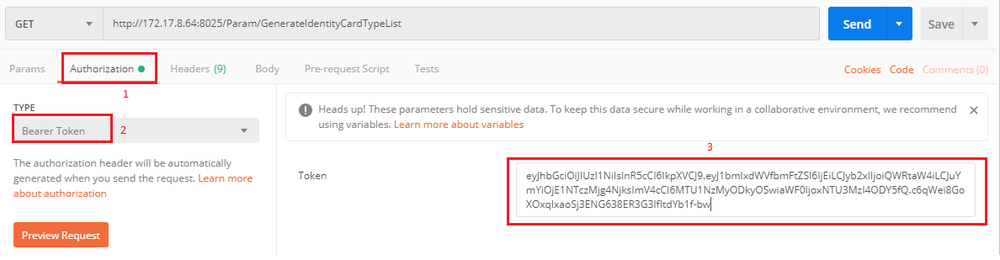 GET http://172.17.8.64:8025/Param/GenerateIdentityCardTypeList Send Save
Params Authorization Headers (9) Body Pre-request Script Tests Cookies Code Comments (0)
1
TYPE
Bearer Token 2
The authorization header will be automatically
generated when you send the request. Learn more
about authorization
Preview Request
Heads up! These parameters hold sensitive data. To keep this data secure while working in a collaborative environment, we recommend
using variables. Learn more about variables
3
Token
eyJhbGciOiJIUzI1NiIsInR5cCI6IkpXVCJ9.eyJ1bmlxdWVfbmFtZSI6IjEiLCJyb2xlIjoiQWRtaW4iLCJuY
mYiOjE1NTczMjg4NjksImV4cCI6MTU1NzMyODkyOSwiaWF0IjoxNTU3MzI4ODY5fQ.c6qWei8Go
XOxqIxaoSj3ENG638ER3G3IfItdYb1f-bw